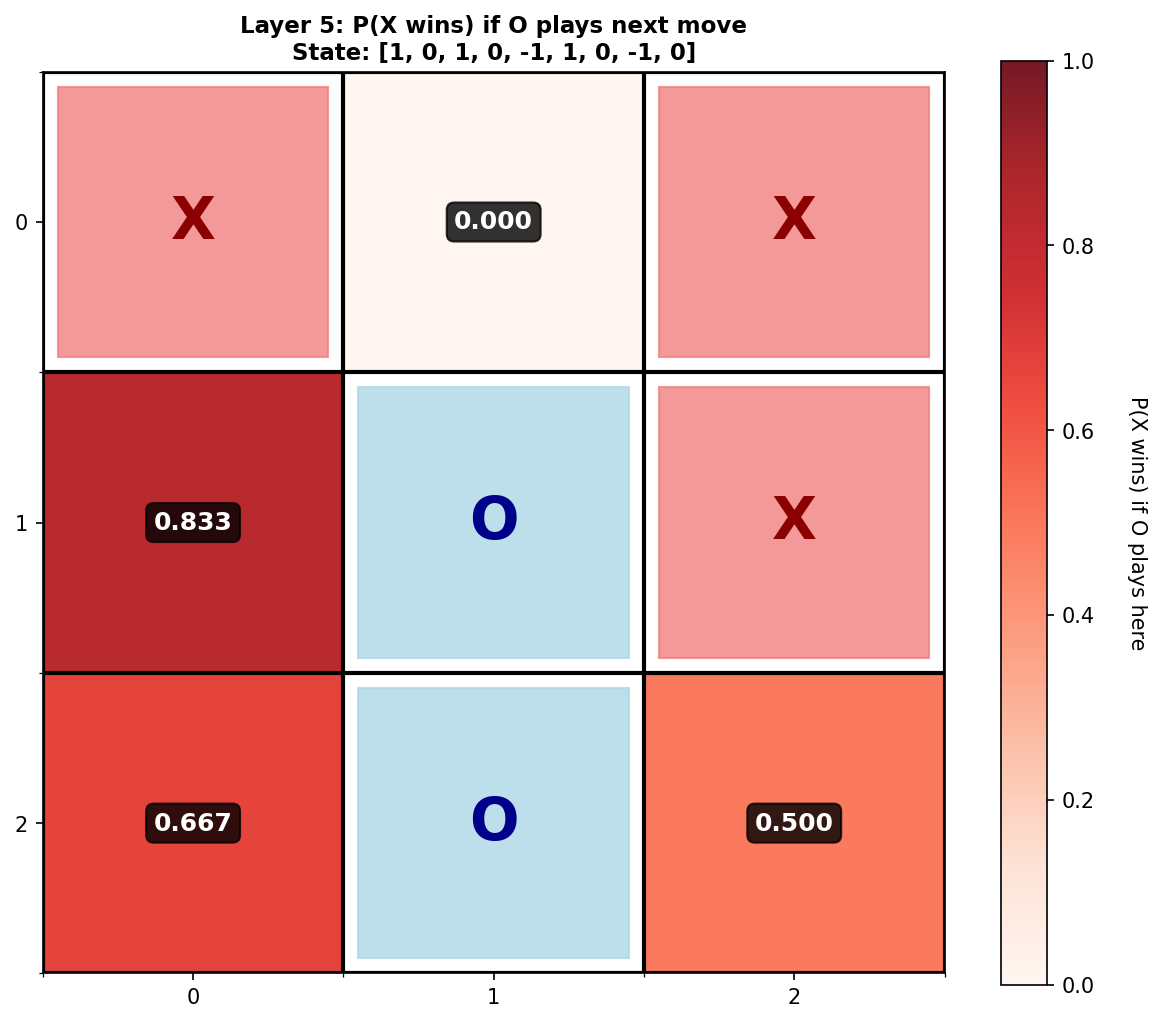 Layer 5: P(X wins) if O plays next move
State: [1, 0, 1, 0, -1, 1, 0, -1, 0]
0
X
0.000
X
1
0.833
O
X
2
0.667
O
0.500
0
1
2
1.0
0.8
0.6
0.4
0.2
0.0
P(X wins) if O plays here